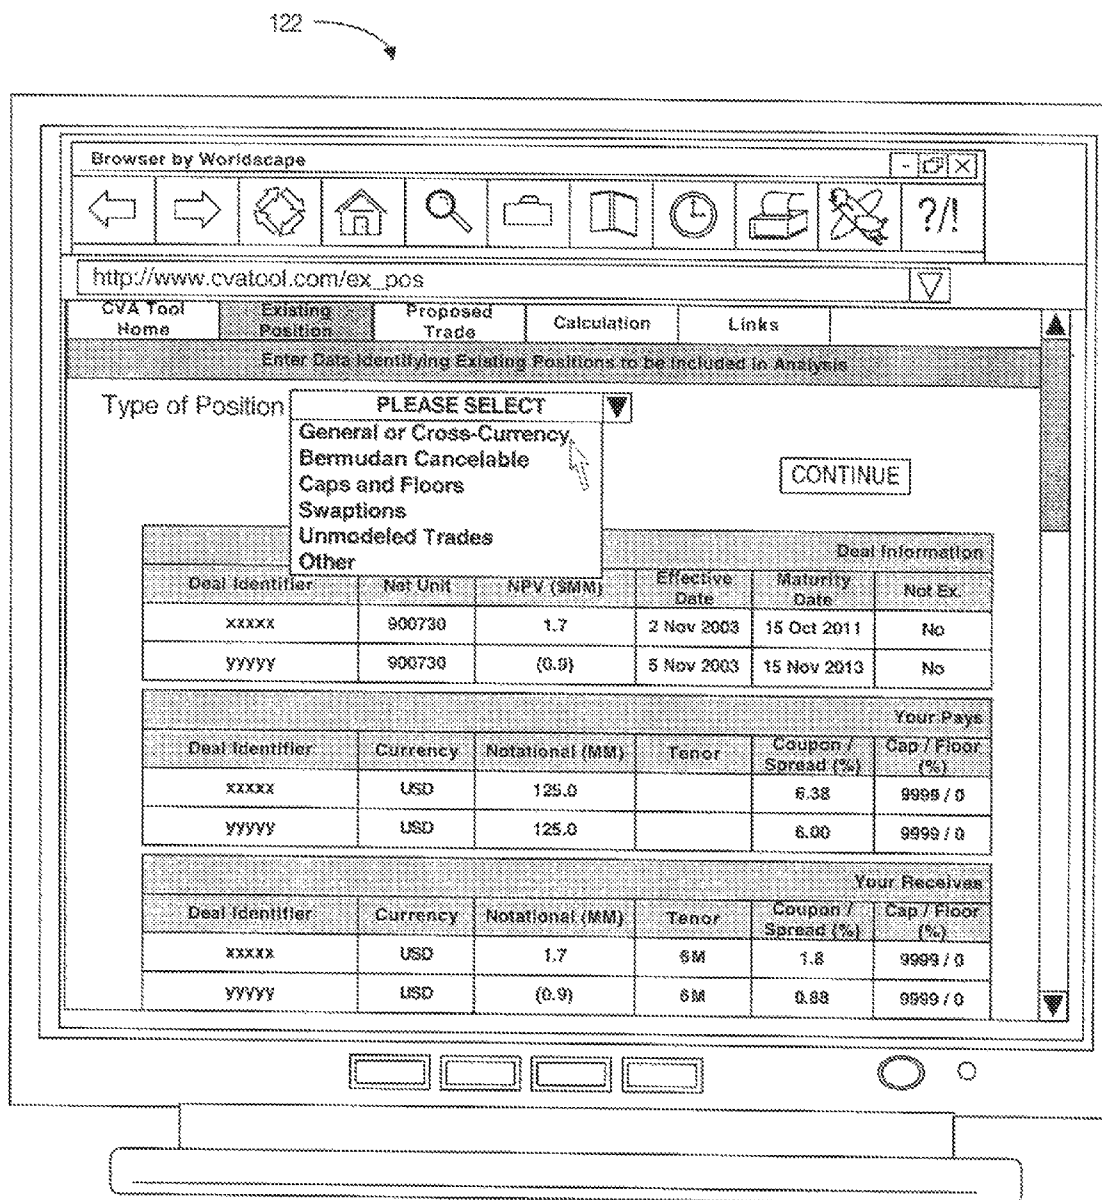 122
Browser by Worldscape
?/!
http://www.cvatool.com/ex_pos
CVA Tool Home Existing Position Proposed Trade Calculation Links
Enter Data Identifying Existing Positions to be Included in Analysis
Type of Position PLEASE SELECT
General or Cross-Currency
Bermudan Cancelable
Caps and Floors
Swaptions
Unmodeled Trades
Other
CONTINUE
Deal Information
Deal Identifier Net Unit NPV ($MM) Effective Date Maturity Date Not Ex.
xxxxx 900730 1.7 2 Nov 2003 15 Oct 2011 No
yyyyy 900730 (0.9) 5 Nov 2003 15 Nov 2013 No
Your Pays
Deal Identifier Currency Notational (MM) Tenor Coupon / Spread (%) Cap / Floor (%)
xxxxx USD 125.0 6.38 9999 / 0
yyyyy USD 125.0 6.00 9999 / 0
Your Receives
Deal Identifier Currency Notational (MM) Tenor Coupon / Spread (%) Cap / Floor (%)
xxxxx USD 1.7 6M 1.8 9999 / 0
yyyyy USD (0.9) 6M 0.88 9999 / 0